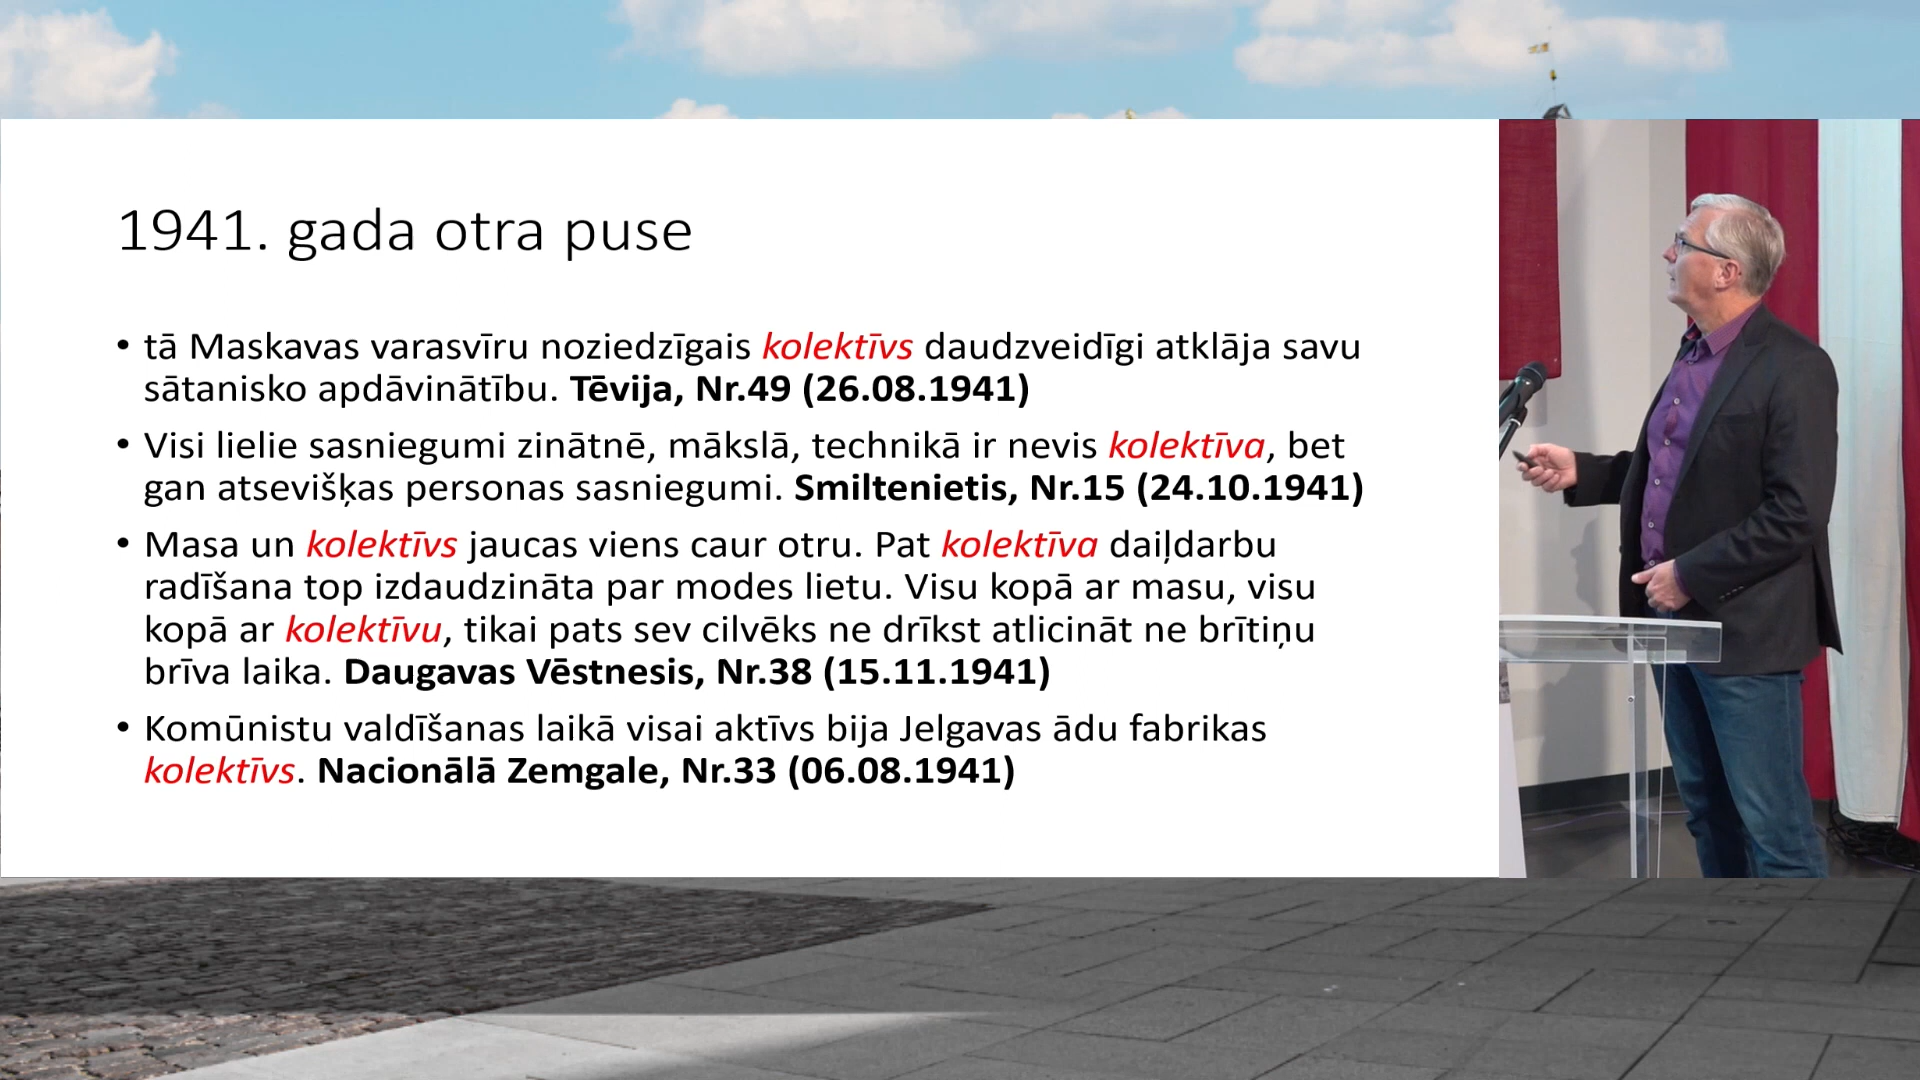 1941. gada otra puse
• tā Maskavas varasvīru noziedzīgais kolektīvs daudzveidīgi atklāja savu
sātanisko apdāvinātību. Tēvija, Nr.49 (26.08.1941)
• Visi lielie sasniegumi zinātnē, mākslā, technikā ir nevis kolektīva, bet
gan atsevišķas personas sasniegumi. Smiltenietis, Nr.15 (24.10.1941)
• Masa un kolektīvs jaucas viens caur otru. Pat kolektīva daiļdarbu
radīšana top izdaudzināta par modes lietu. Visu kopā ar masu, visu
kopā ar kolektīvu, tikai pats sev cilvēks ne drīkst atlicināt ne brītiņu
brīva laika. Daugavas Vēstnesis, Nr.38 (15.11.1941)
• Komūnistu valdīšanas laikā visai aktīvs bija Jelgavas ādu fabrikas
kolektīvs. Nacionālā Zemgale, Nr.33 (06.08.1941)